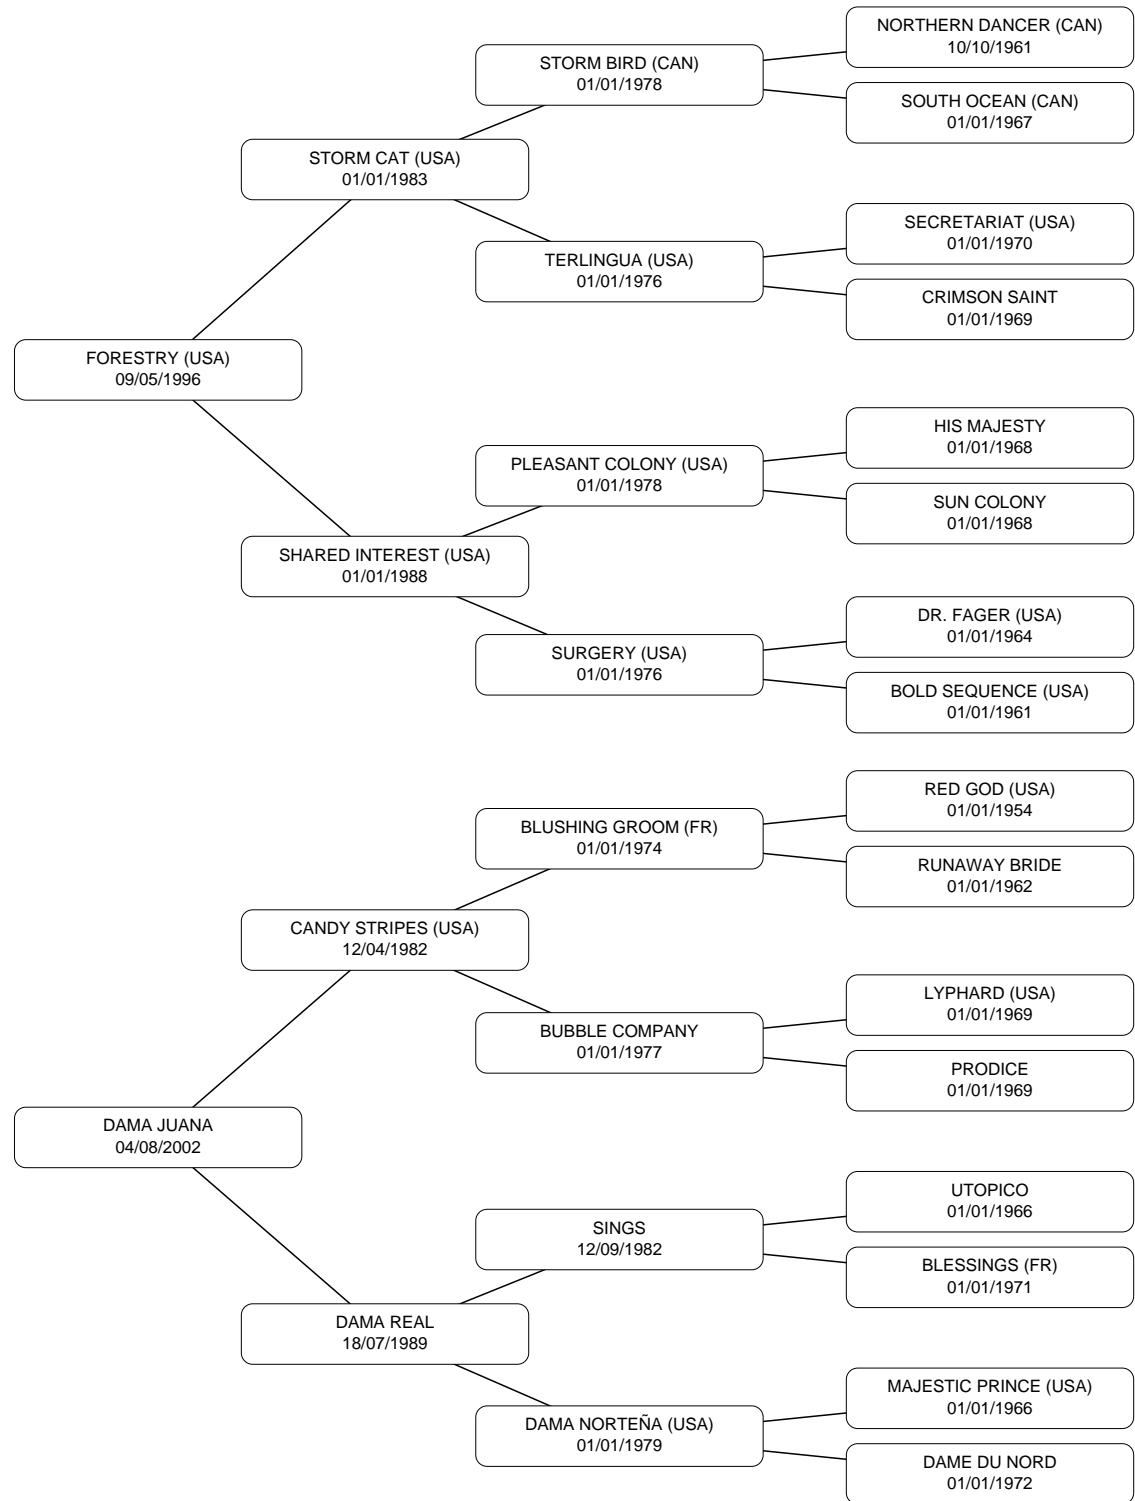 NORTHERN DANCER (CAN)
10/10/1961
STORM BIRD (CAN)
01/01/1978
SOUTH OCEAN (CAN)
01/01/1967
STORM CAT (USA)
01/01/1983
SECRETARIAT (USA)
01/01/1970
TERLINGUA (USA)
01/01/1976
CRIMSON SAINT
01/01/1969
FORESTRY (USA)
09/05/1996
HIS MAJESTY
01/01/1968
PLEASANT COLONY (USA)
01/01/1978
SUN COLONY
01/01/1968
SHARED INTEREST (USA)
01/01/1988
DR. FAGER (USA)
01/01/1964
SURGERY (USA)
01/01/1976
BOLD SEQUENCE (USA)
01/01/1961
RED GOD (USA)
01/01/1954
BLUSHING GROOM (FR)
01/01/1974
RUNAWAY BRIDE
01/01/1962
CANDY STRIPES (USA)
12/04/1982
LYPHARD (USA)
01/01/1969
BUBBLE COMPANY
01/01/1977
PRODICE
01/01/1969
DAMA JUANA
04/08/2002
UTOPICO
01/01/1966
SINGS
12/09/1982
BLESSINGS (FR)
01/01/1971
DAMA REAL
18/07/1989
MAJESTIC PRINCE (USA)
01/01/1966
DAMA NORTEÑA (USA)
01/01/1979
DAME DU NORD
01/01/1972